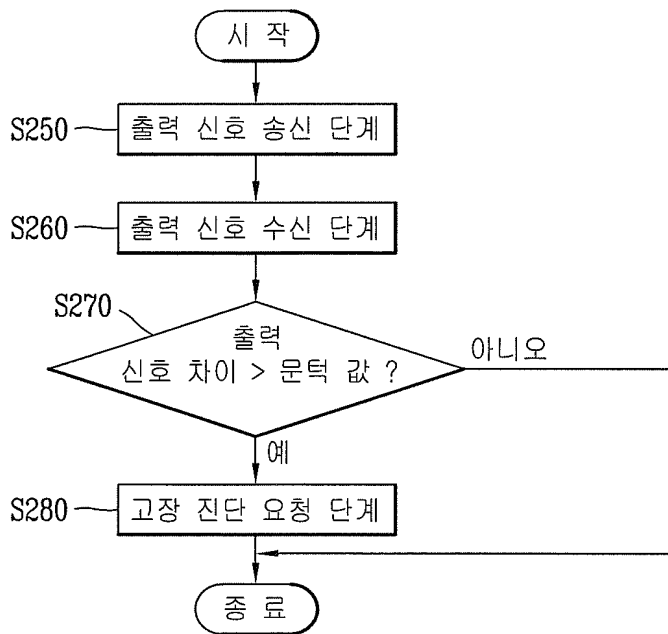 시 작
S250 출력 신호 송신 단계
S260 출력 신호 수신 단계
S270
출력
신호 차이 > 문턱 값 ?
아니오
예
S280 고장 진단 요청 단계
종 료